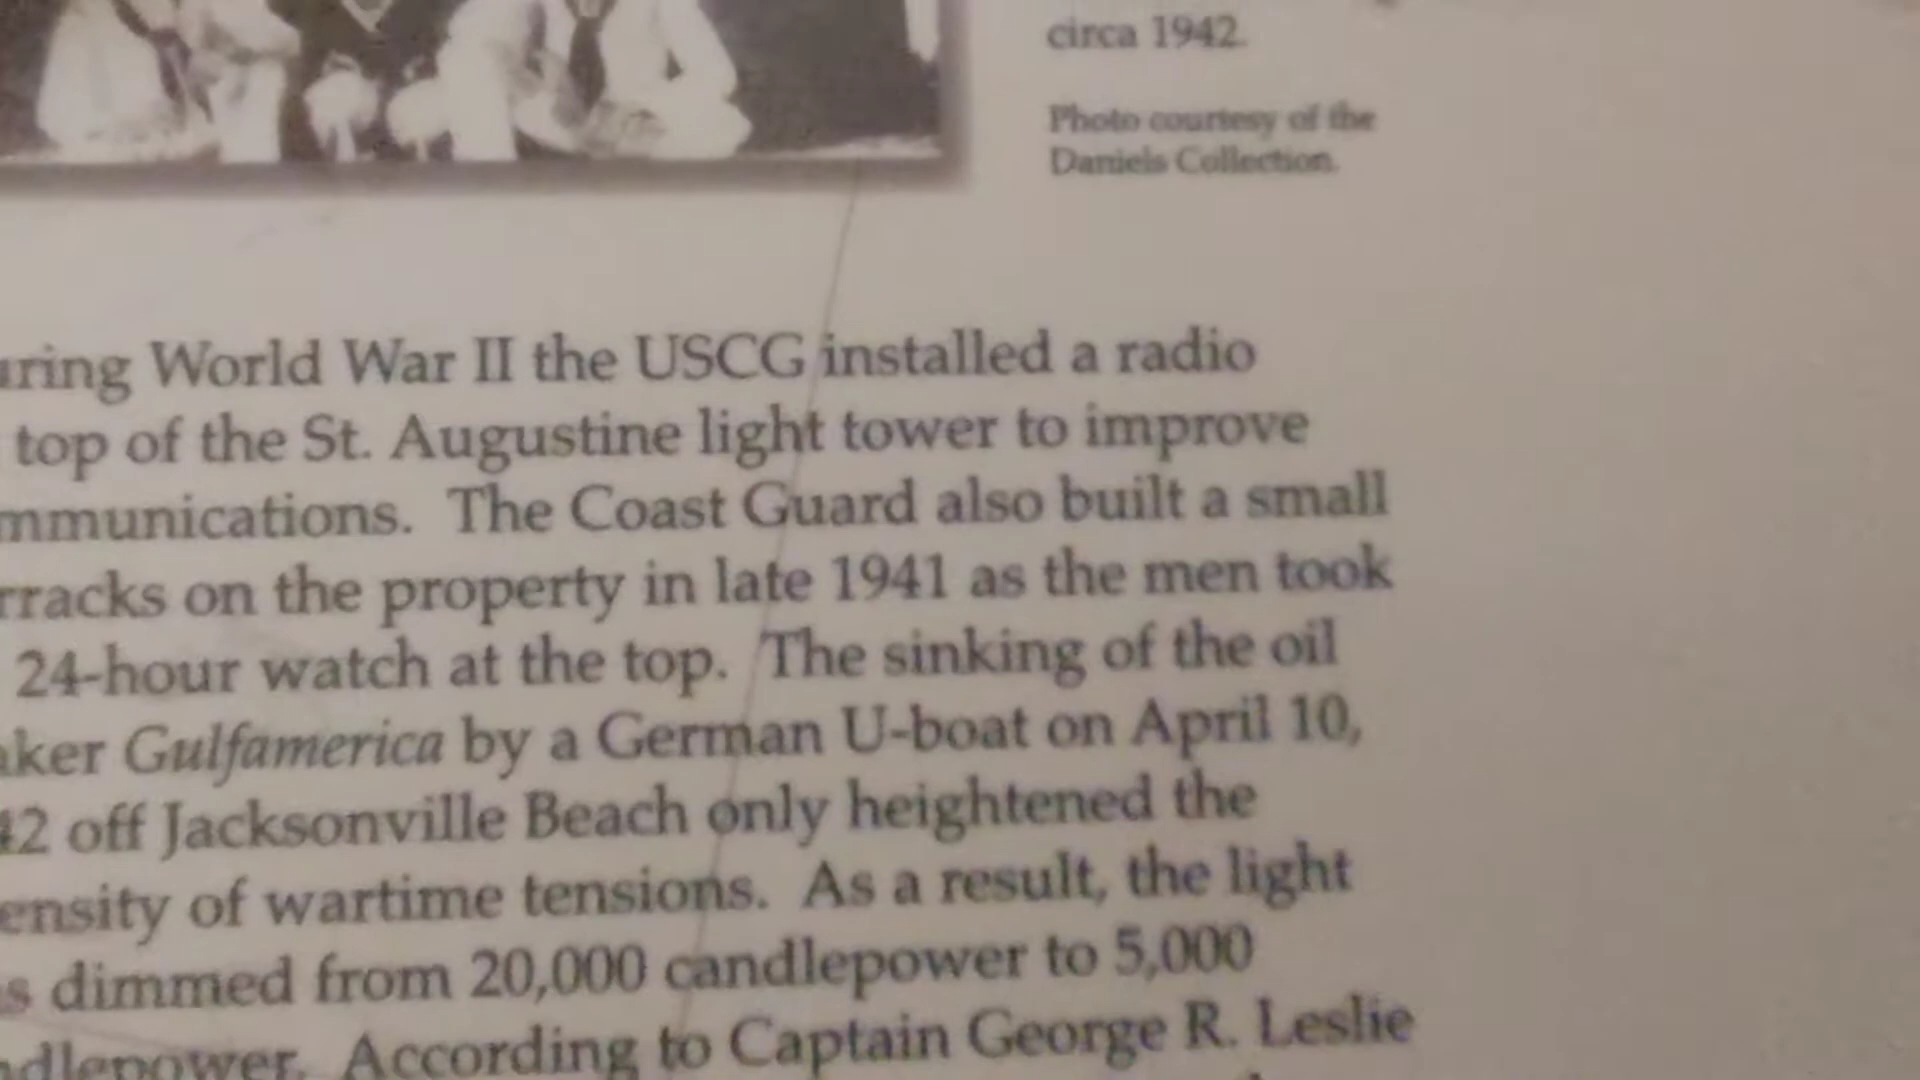 circa 1942.
Photo courtesy of the
Daniels Collection.
uring World War II the USCG installed a radio
top of the St. Augustine light tower to improve
mmunications. The Coast Guard also built a small
rracks on the property in late 1941 as the men took
24-hour watch at the top. The sinking of the oil
aker Gulfamerica by a German U-boat on April 10,
42 off Jacksonville Beach only heightened the
ensity of wartime tensions. As a result, the light
s dimmed from 20,000 candlepower to 5,000
ndlepower. According to Captain George R. Leslie